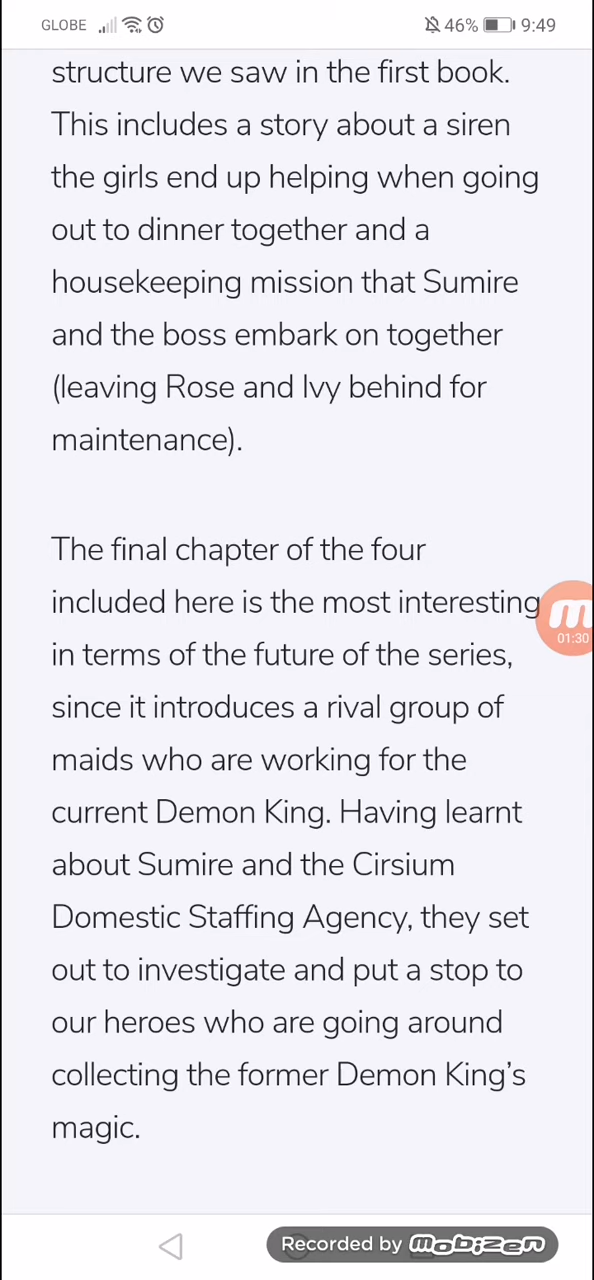 GLOBE 46% 9:49
structure we saw in the first book.
This includes a story about a siren
the girls end up helping when going
out to dinner together and a
housekeeping mission that Sumire
and the boss embark on together
(leaving Rose and Ivy behind for
maintenance).
The final chapter of the four
included here is the most interesting
in terms of the future of the series,
since it introduces a rival group of
maids who are working for the
current Demon King. Having learnt
about Sumire and the Cirsium
Domestic Staffing Agency, they set
out to investigate and put a stop to
our heroes who are going around
collecting the former Demon King’s
magic.
m
01:30
Recorded by mobizen